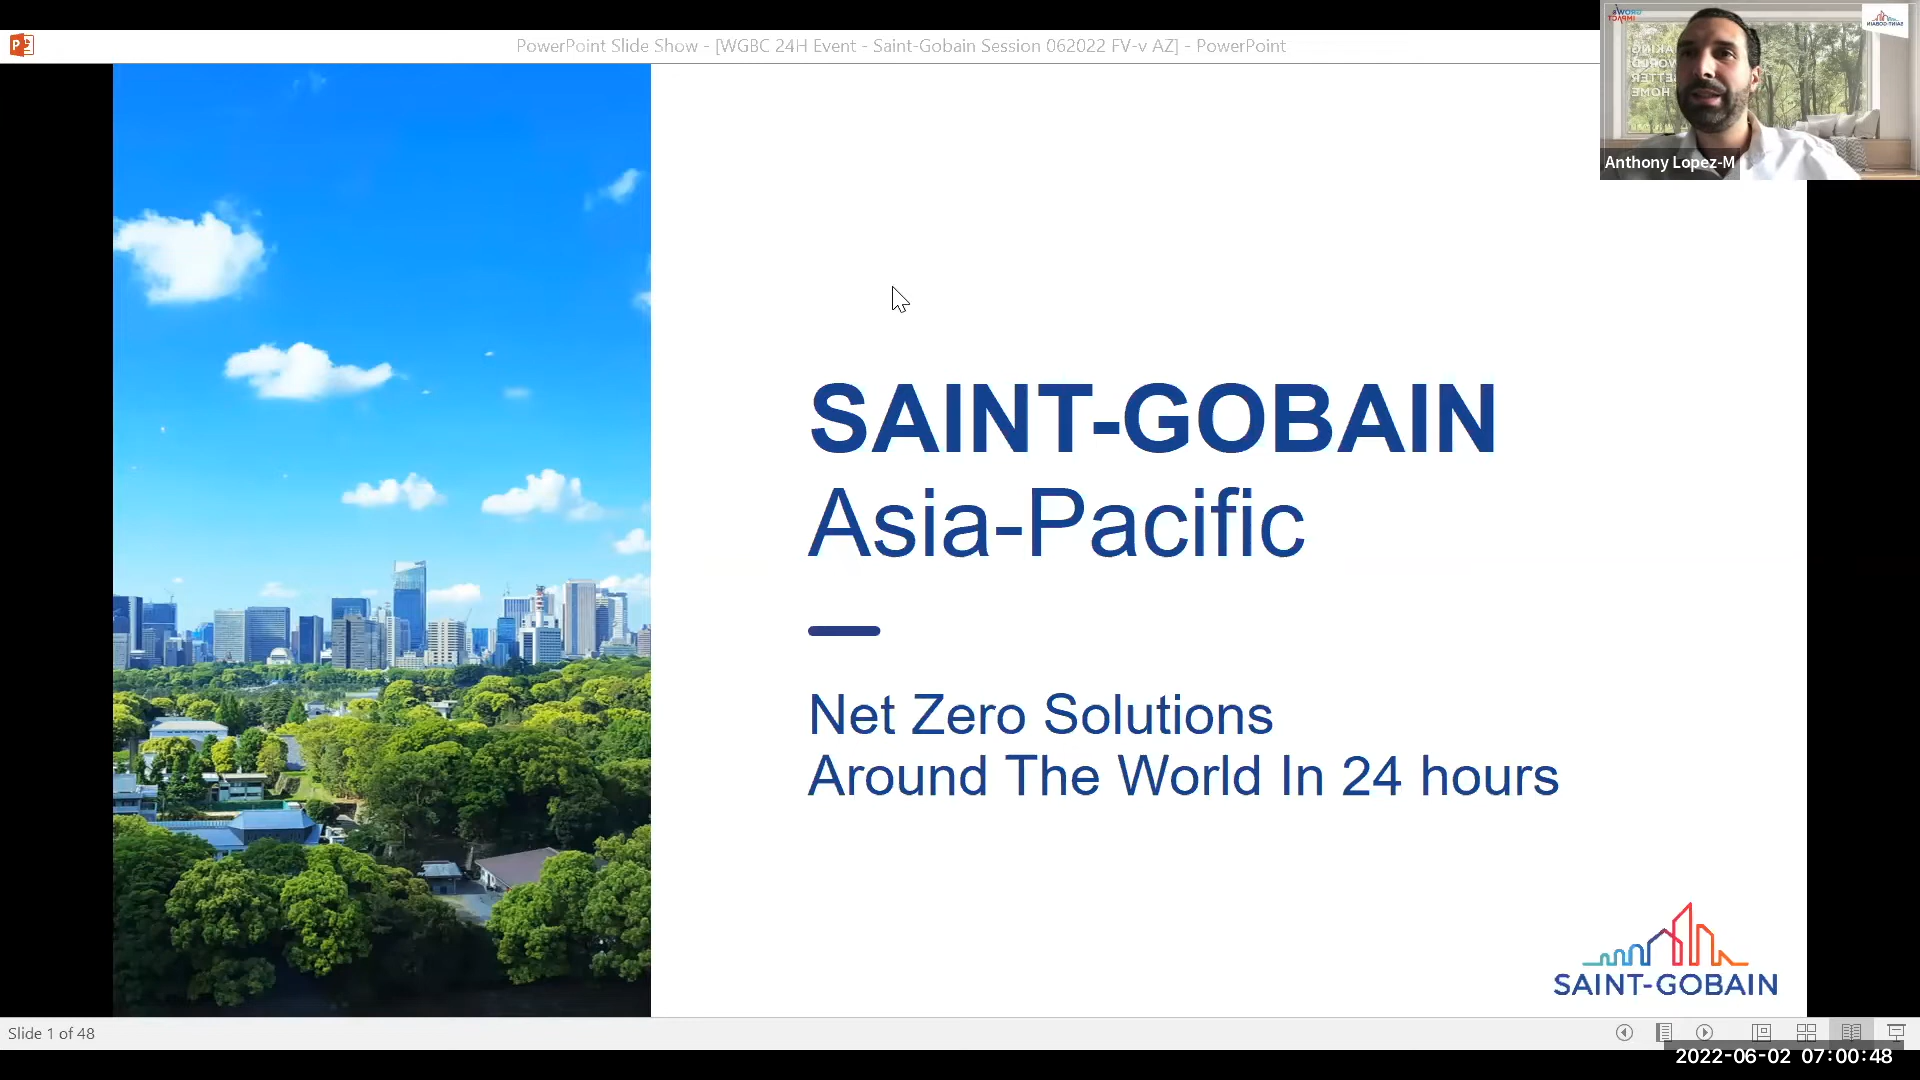 PowerPoint Slide Show - [WGBC 24H Event - Saint-Gobain Session 062022 FV-v AZ] - PowerPoint
Anthony Lopez-M
SAINT-GOBAIN
Asia-Pacific
Net Zero Solutions
Around The World In 24 hours
SAINT-GOBAIN
Slide 1 of 48
2022-06-02 07:00:48